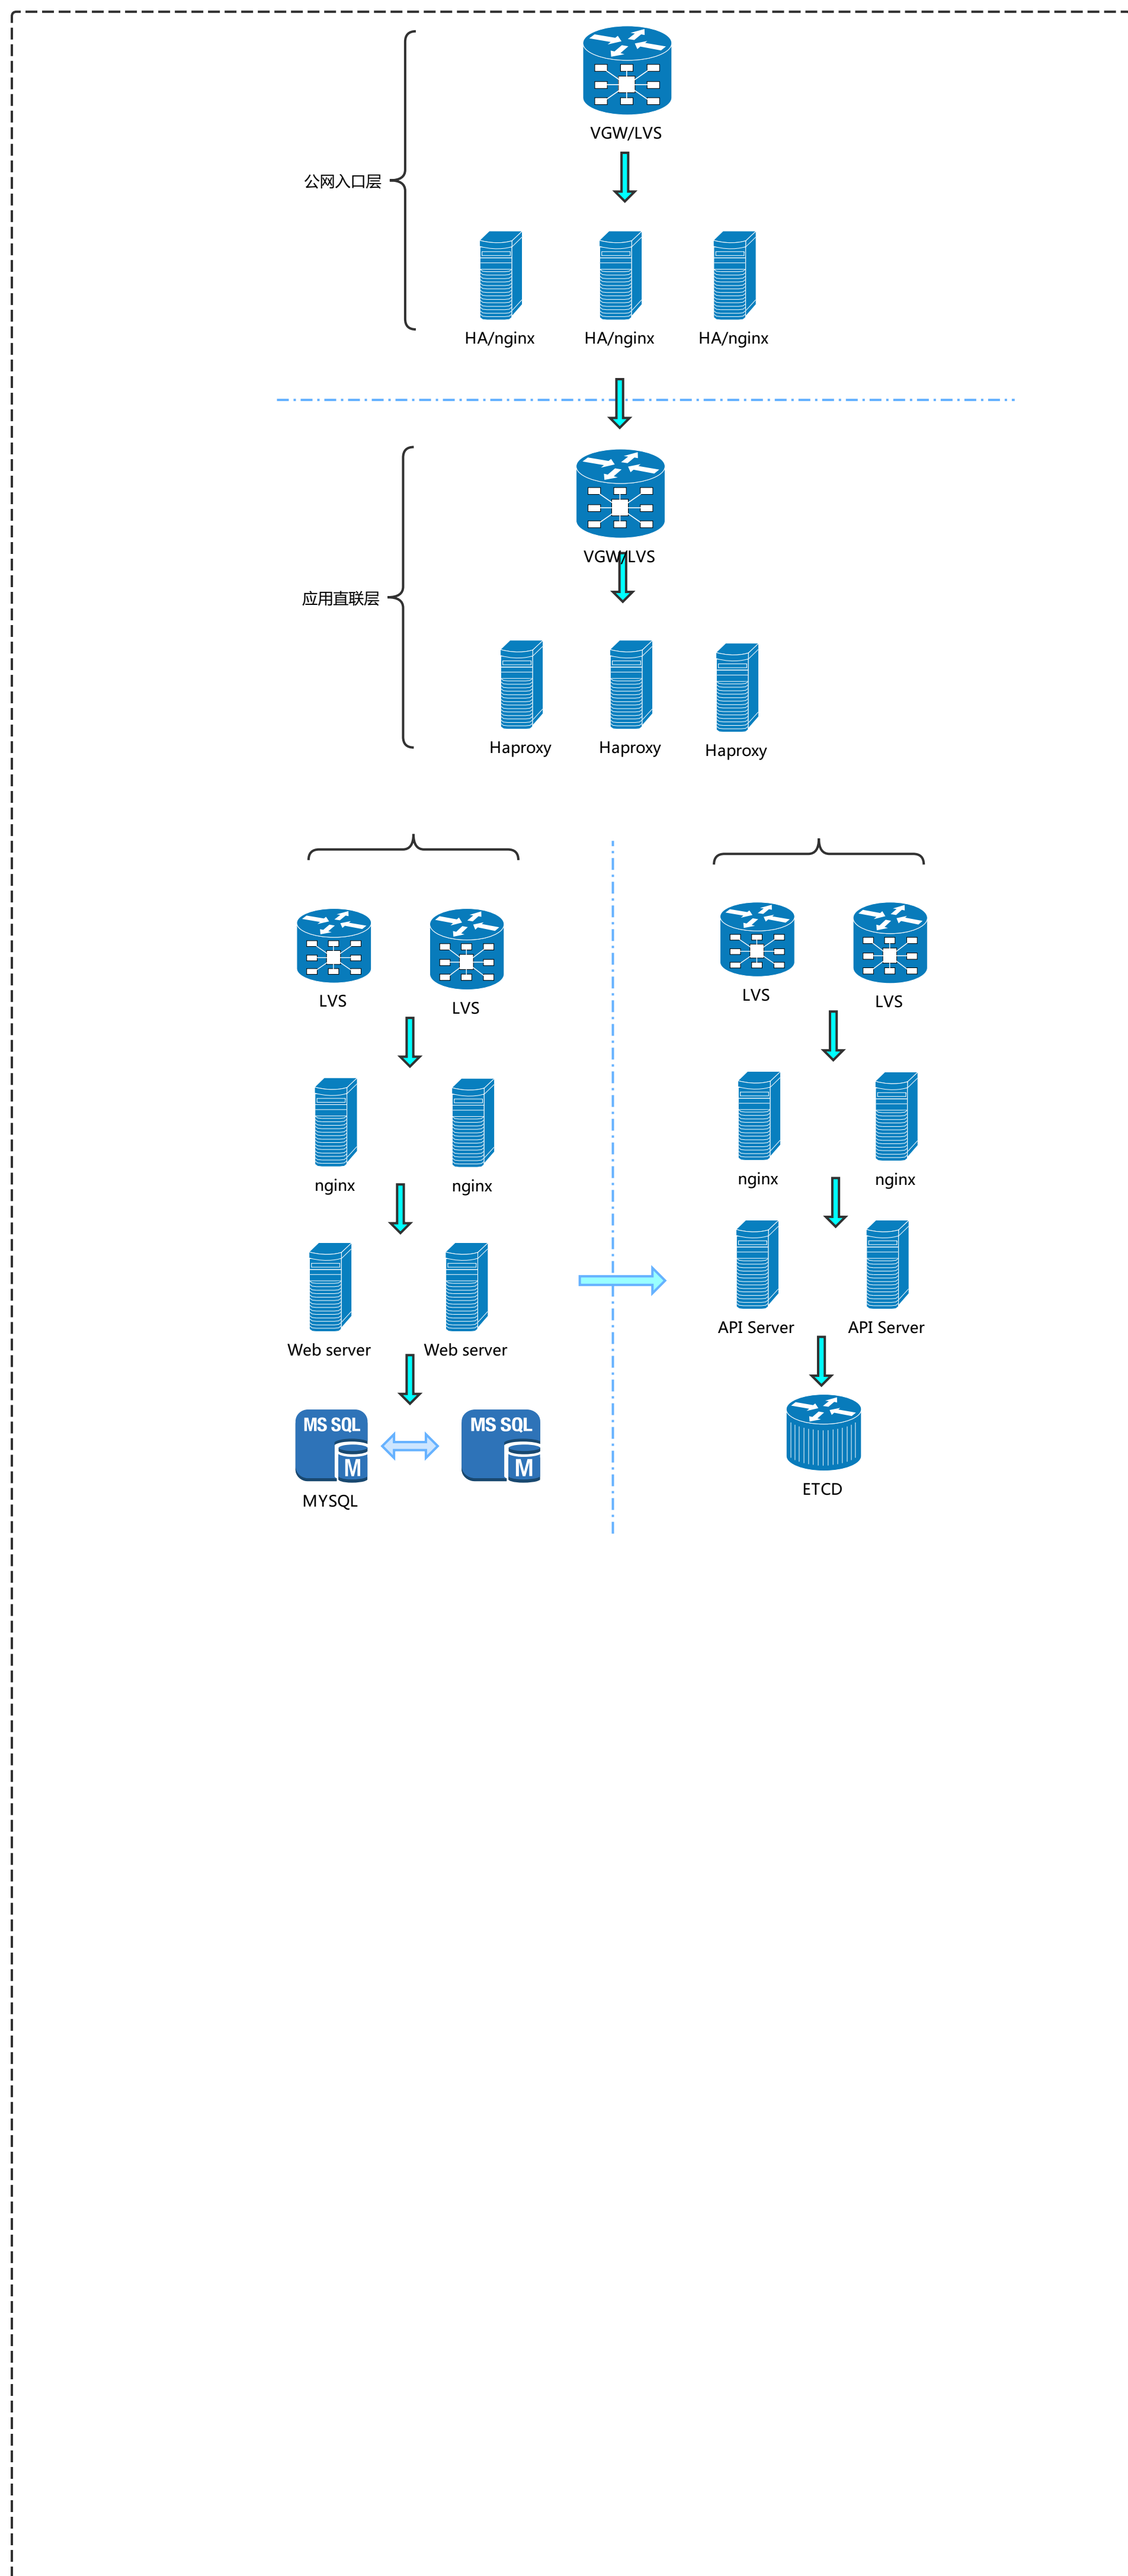 VGW/LVS
公网入口层
HA/nginx HA/nginx HA/nginx
VGW/LVS
应用直联层
Haproxy Haproxy Haproxy
LVS LVS
nginx nginx
Web server Web server
MS SQL M MS SQL M
MYSQL
LVS LVS
nginx nginx
API Server API Server
ETCD